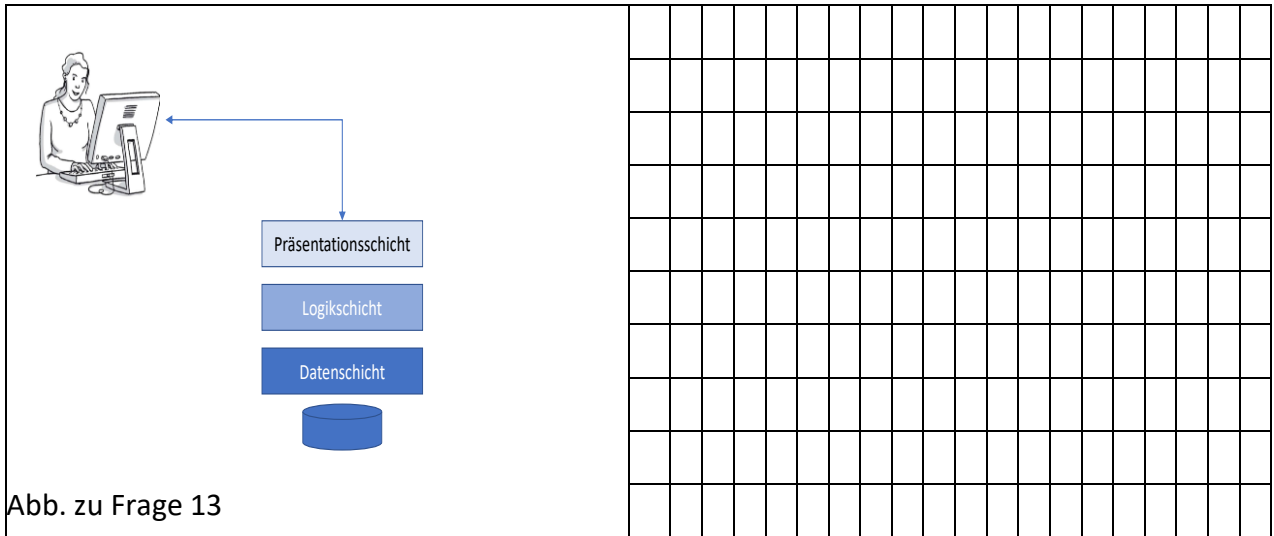 Präsentationsschicht
Logikschicht
Datenschicht
Abb. zu Frage 13